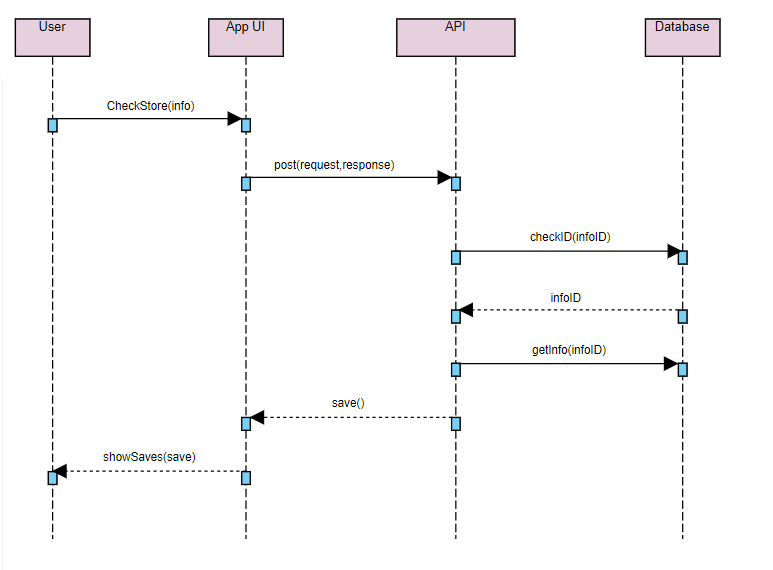 User
App UI
API
Database
CheckStore(info)
post(request,response)
checkID(infoID)
infoID
getInfo(infoID)
save()
showSaves(save)